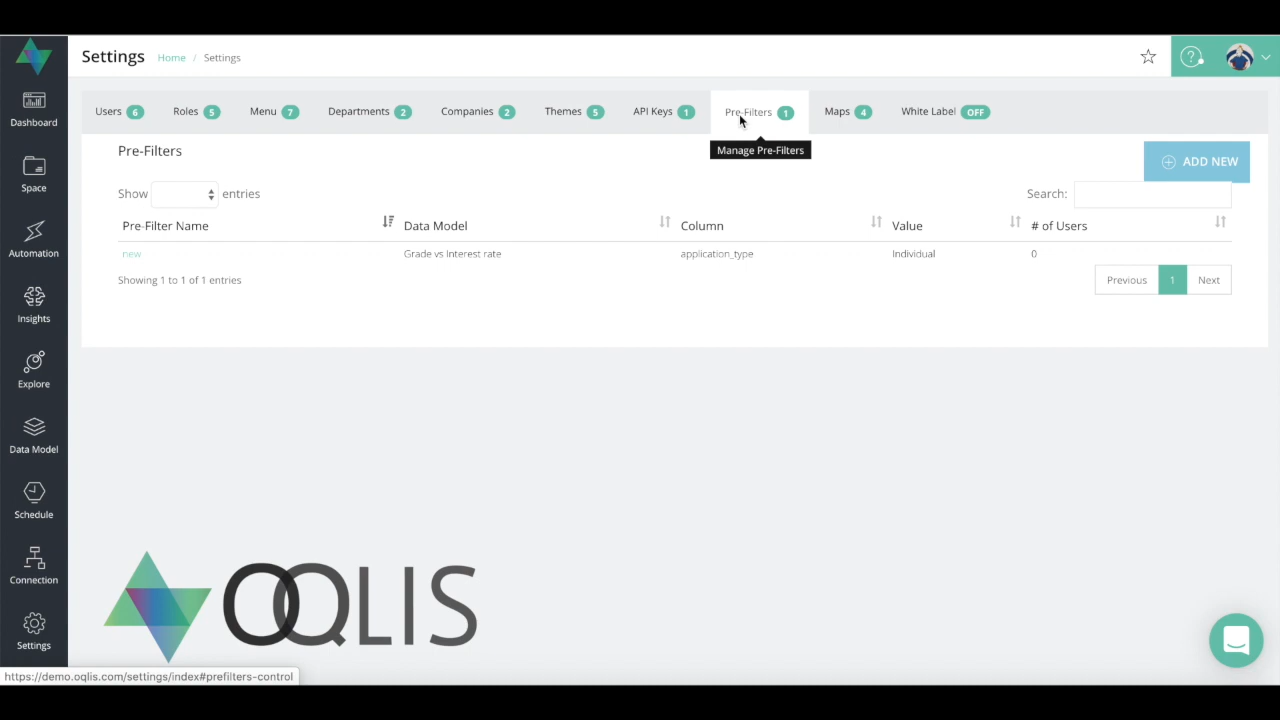 Settings Home / Settings
Users 6 Roles 5 Menu 7 Departments 2 Companies 2 Themes 5 API Keys 1 Pre-Filters 1 Maps 4 White Label OFF
Manage Pre-Filters
Pre-Filters
ADD NEW
Show entries Search:
Pre-Filter Name Data Model Column Value # of Users
new Grade vs Interest rate application_type Individual 0
Showing 1 to 1 of 1 entries Previous 1 Next
Dashboard
Space
Automation
Insights
Explore
Data Model
Schedule
Connection
Settings
OQLIS
https://demo.oqlis.com/settings/index#prefilters-control